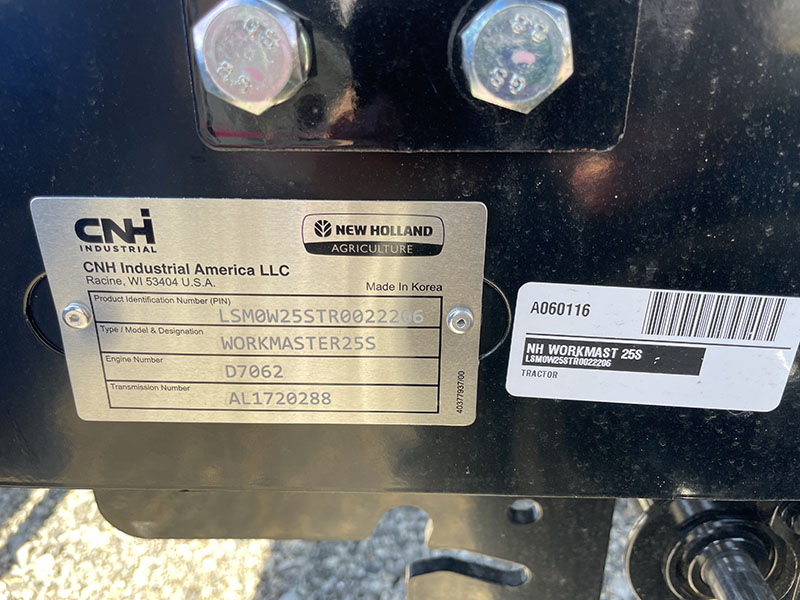 CNH
INDUSTRIAL
NEW HOLLAND
AGRICULTURE
CNH Industrial America LLC
Racine, WI 53404 U.S.A.
Made In Korea
Product Identification Number (PIN)
LSM0W25STR0022206
Type / Model & Designation
WORKMASTER25S
Engine Number
D7062
Transmission Number
AL1720288
4037793700
A060116
NH WORKMAST 25S
LSM0W25STR0022206
TRACTOR